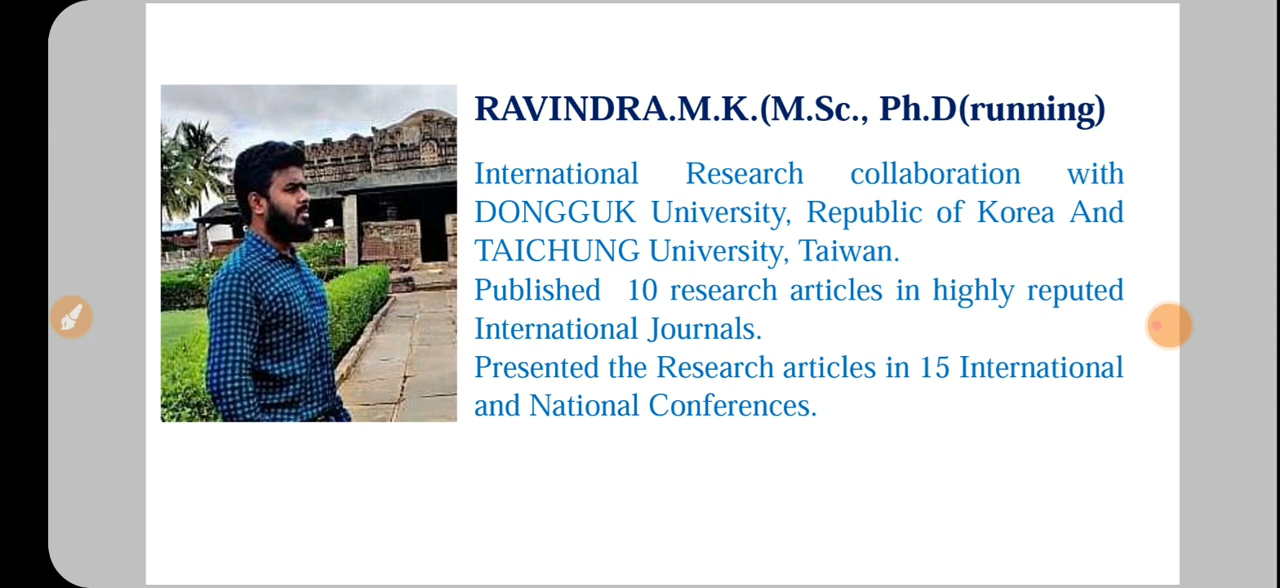 RAVINDRA.M.K.(M.Sc., Ph.D(running)
International Research collaboration with
DONGGUK University, Republic of Korea And
TAICHUNG University, Taiwan.
Published 10 research articles in highly reputed
International Journals.
Presented the Research articles in 15 International
and National Conferences.